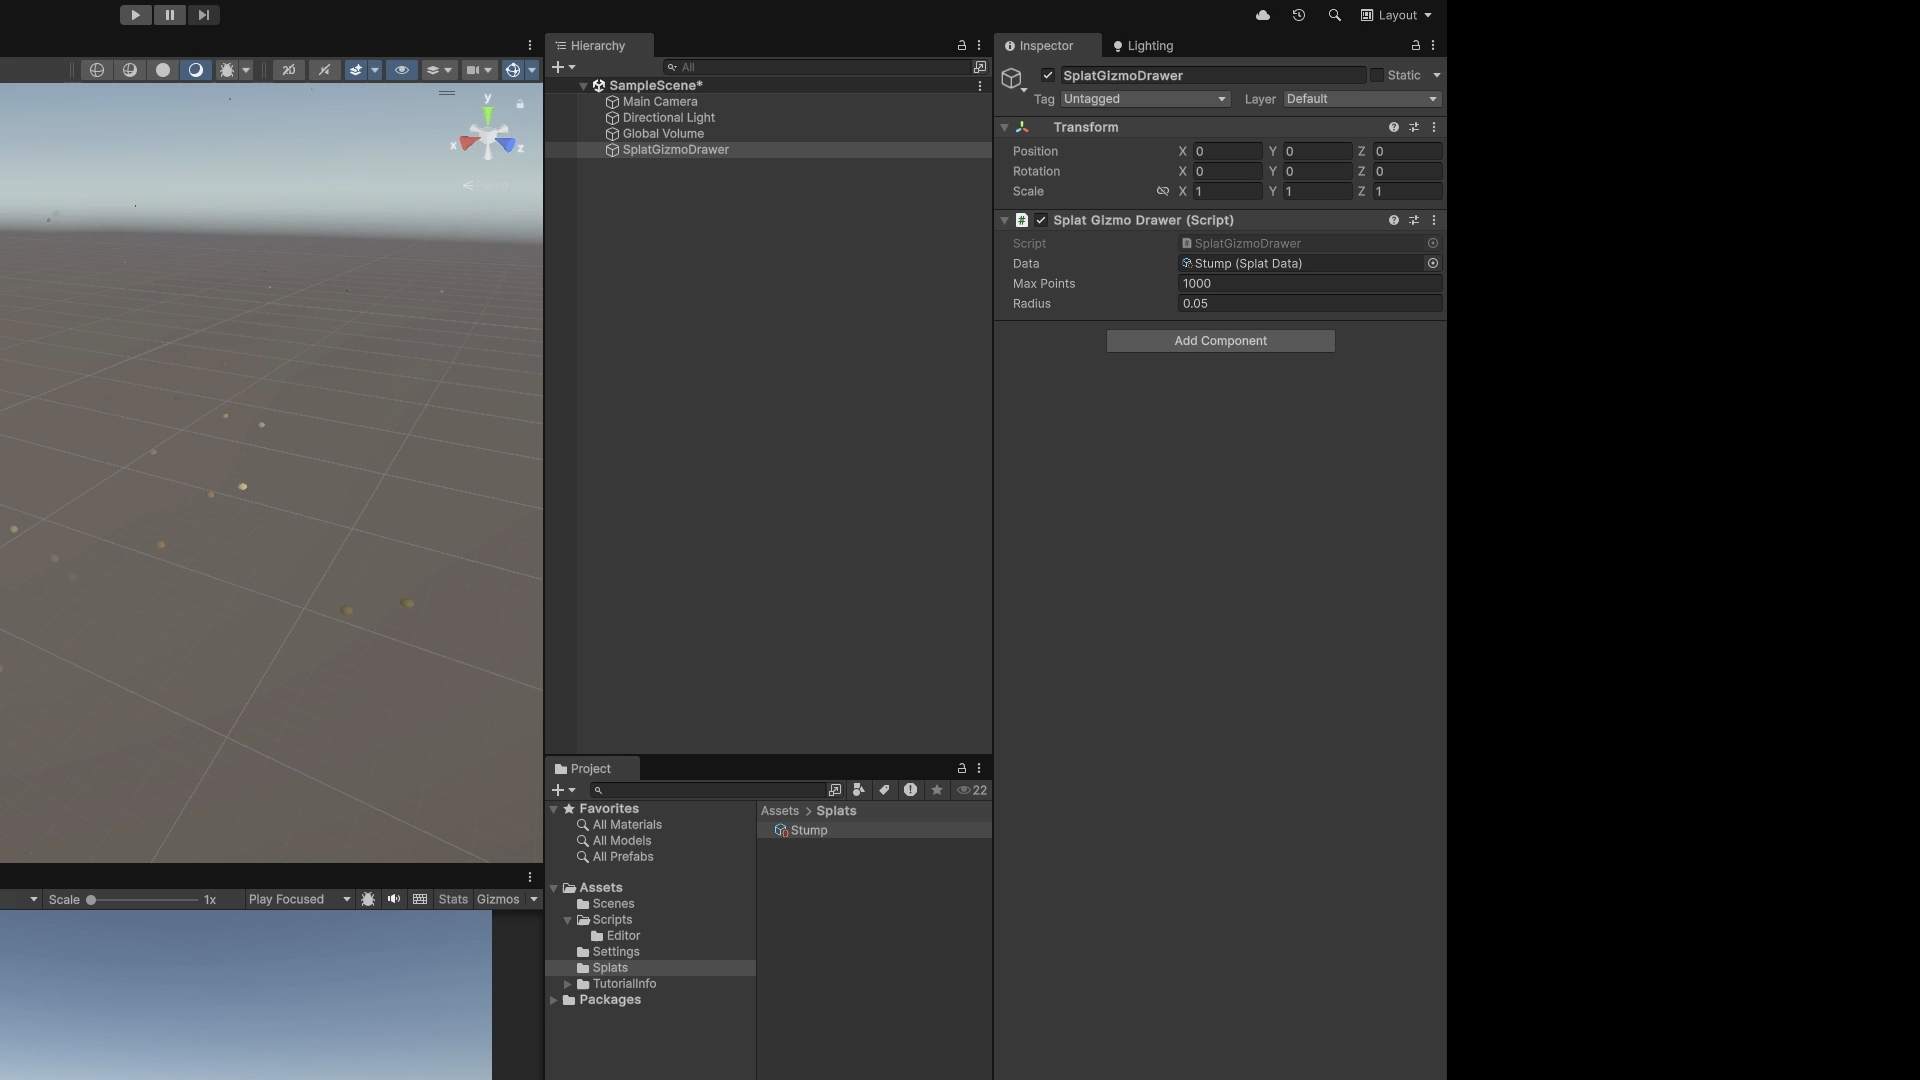 Layout
Hierarchy
Inspector
Lighting
2D
All
SplatGizmoDrawer
Static
SampleScene*
Tag
Untagged
Layer
Default
Main Camera
Directional Light
Global Volume
SplatGizmoDrawer
y
x
z
Transform
Position
X 0
Y 0
Z 0
Rotation
X 0
Y 0
Z 0
Scale
X 1
Y 1
Z 1
Splat Gizmo Drawer (Script)
Script
SplatGizmoDrawer
Data
Stump (Splat Data)
Max Points
1000
Radius
0.05
Add Component
Project
22
Favorites
All Materials
All Models
All Prefabs
Assets
Scenes
Scripts
Editor
Settings
Splats
TutorialInfo
Packages
Assets > Splats
Stump
Scale
1x
Play Focused
Stats
Gizmos